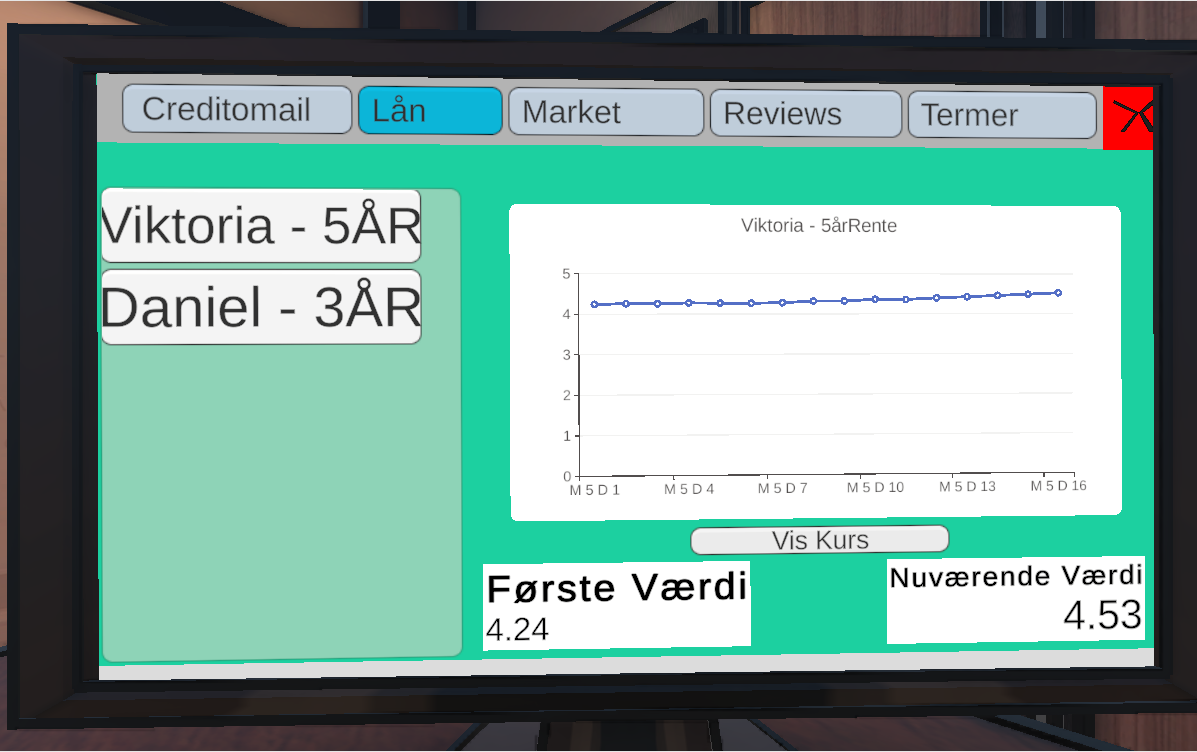 Creditomail
Lån
Market
Reviews
Termer
Viktoria - 5ÅR
Daniel - 3ÅR
Viktoria - 5årRente
5
4
3
2
1
0
M 5 D 1
M 5 D 4
M 5 D 7
M 5 D 10
M 5 D 13
M 5 D 16
Vis Kurs
Første Værdi
4.24
Nuværende Værdi
4.53